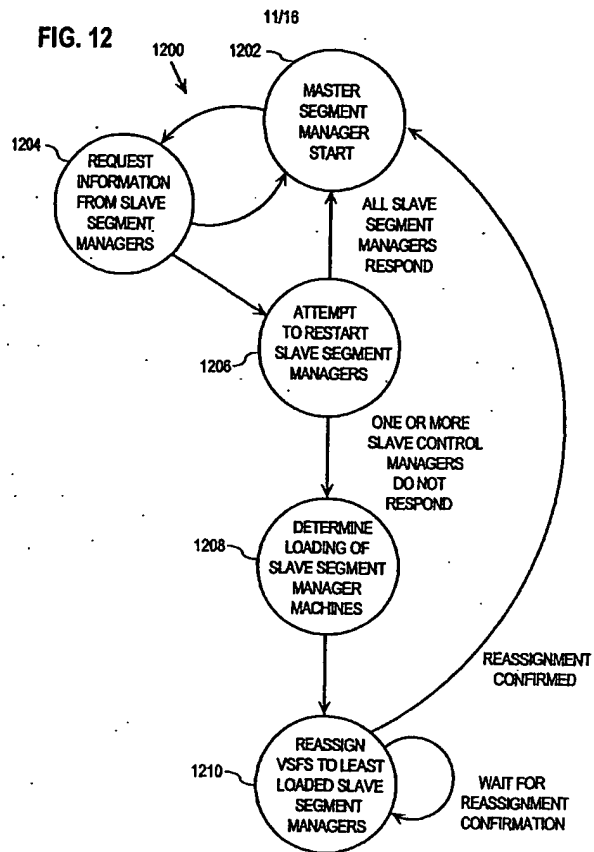 11/16
FIG. 12
1200
1202
MASTER
SEGMENT
MANAGER
START
1204
REQUEST
INFORMATION
FROM SLAVE
SEGMENT
MANAGERS
ALL SLAVE
SEGMENT
MANAGERS
RESPOND
ATTEMPT
TO RESTART
SLAVE SEGMENT
MANAGERS
1206
ONE OR MORE
SLAVE CONTROL
MANAGERS
DO NOT
RESPOND
1208
DETERMINE
LOADING OF
SLAVE SEGMENT
MANAGER
MACHINES
REASSIGNMENT
CONFIRMED
1210
REASSIGN
VSFS TO LEAST
LOADED SLAVE
SEGMENT
MANAGERS
WAIT FOR
REASSIGNMENT
CONFIRMATION